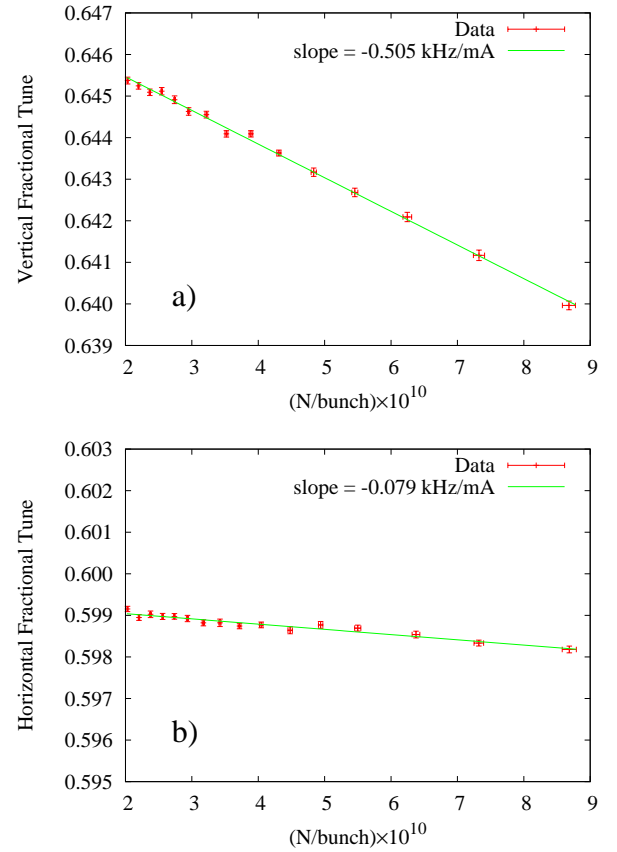 0.647
0.646
0.645
0.644
0.643
0.642
0.641
0.640
0.639
Vertical Fractional Tune
Data
slope = -0.505 kHz/mA
a)
2 3 4 5 6 7 8 9
(N/bunch)×10^10
0.603
0.602
0.601
0.600
0.599
0.598
0.597
0.596
0.595
Horizontal Fractional Tune
Data
slope = -0.079 kHz/mA
b)
2 3 4 5 6 7 8 9
(N/bunch)×10^10